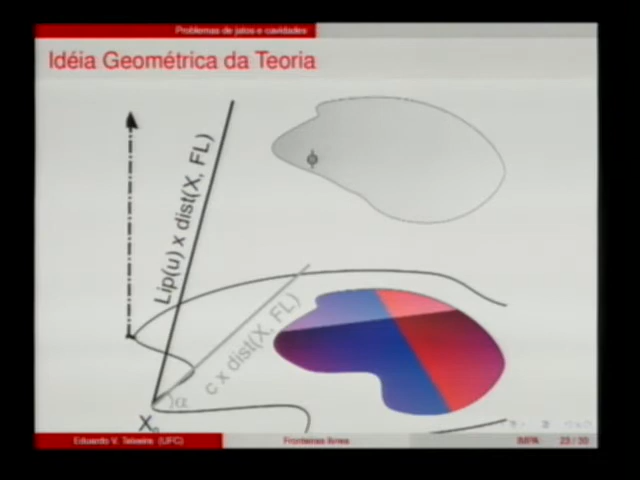 Problemas de jatos e cavidades
Idéia Geométrica da Teoria
Lip(u) x dist(X, FL)
ϕ
c x dist(X, FL)
α
X₀
Eduardo V. Teixeira (UFC)
Fronteiras livres
IMPA
23 / 30